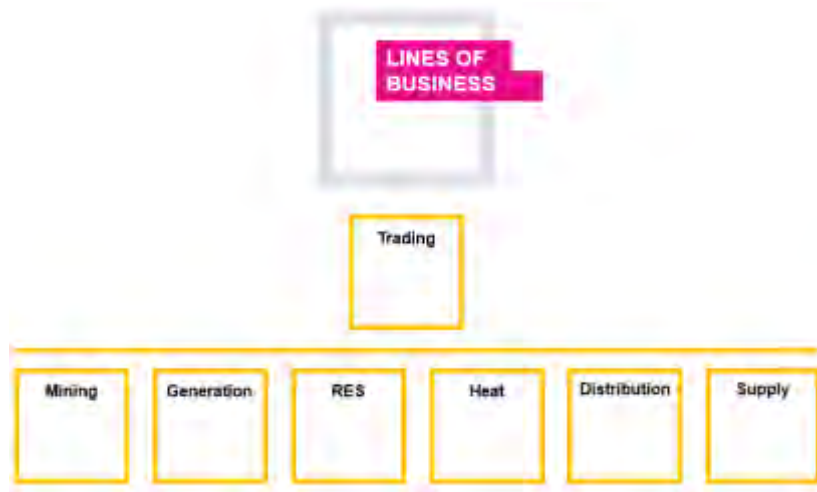 LINES OF
BUSINESS
Trading
Mining
Generation
RES
Heat
Distribution
Supply